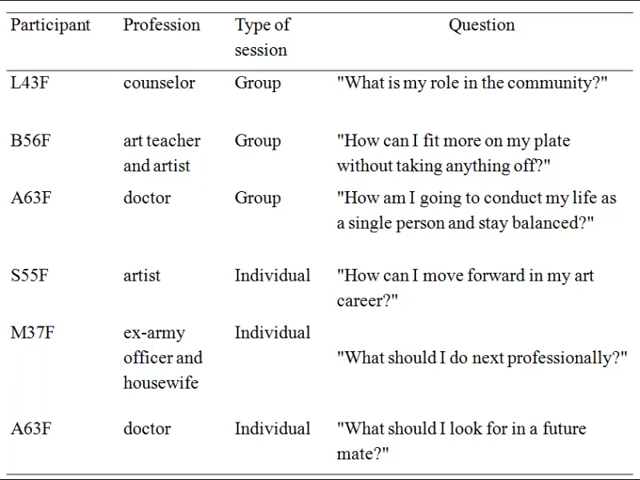 Participant Profession Type of session Question
L43F counselor Group "What is my role in the community?"
B56F art teacher and artist Group "How can I fit more on my plate without taking anything off?"
A63F doctor Group "How am I going to conduct my life as a single person and stay balanced?"
S55F artist Individual "How can I move forward in my art career?"
M37F ex-army officer and housewife Individual "What should I do next professionally?"
A63F doctor Individual "What should I look for in a future mate?"